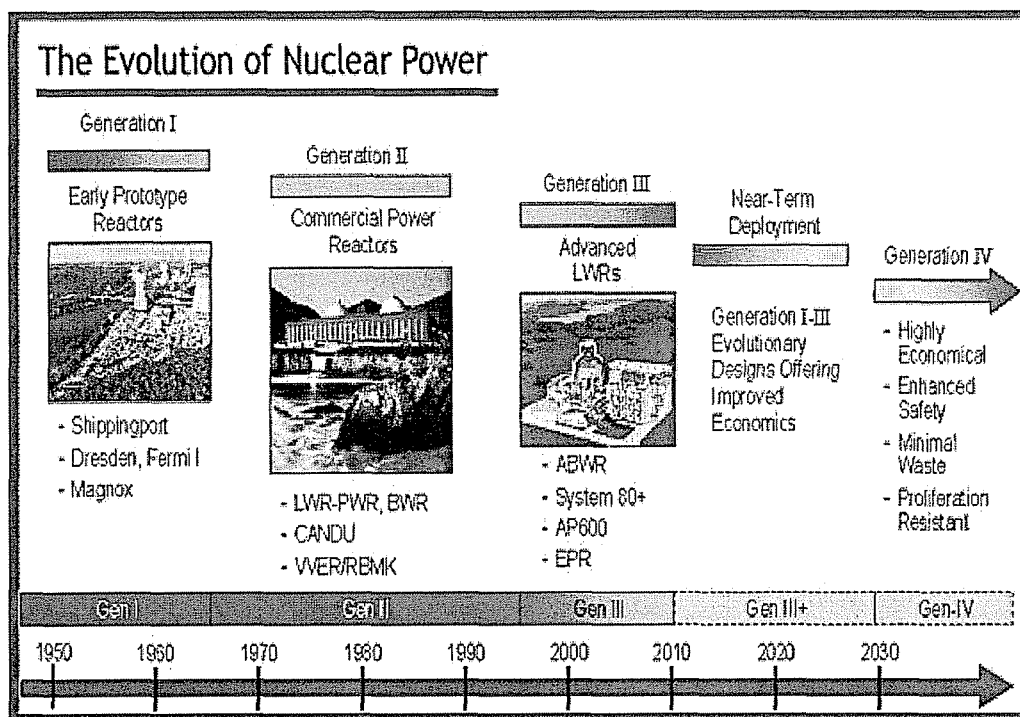 The Evolution of Nuclear Power
Generation I
Early Prototype
Reactors
- Shippingport
- Dresden, Fermi I
- Magnox
Generation II
Commercial Power
Reactors
- LWR-PWR, BWR
- CANDU
- VVER/RBMK
Generation III
Advanced
LWRs
- ABWR
- System 80+
- AP600
- EPR
Near-Term
Deployment
Generation I-III
Evolutionary
Designs Offering
Improved
Economics
Generation IV
- Highly
Economical
- Enhanced
Safety
- Minimal
Waste
- Proliferation
Resistant
Gen I Gen II Gen III Gen III+ Gen-IV
1950 1960 1970 1980 1990 2000 2010 2020 2030